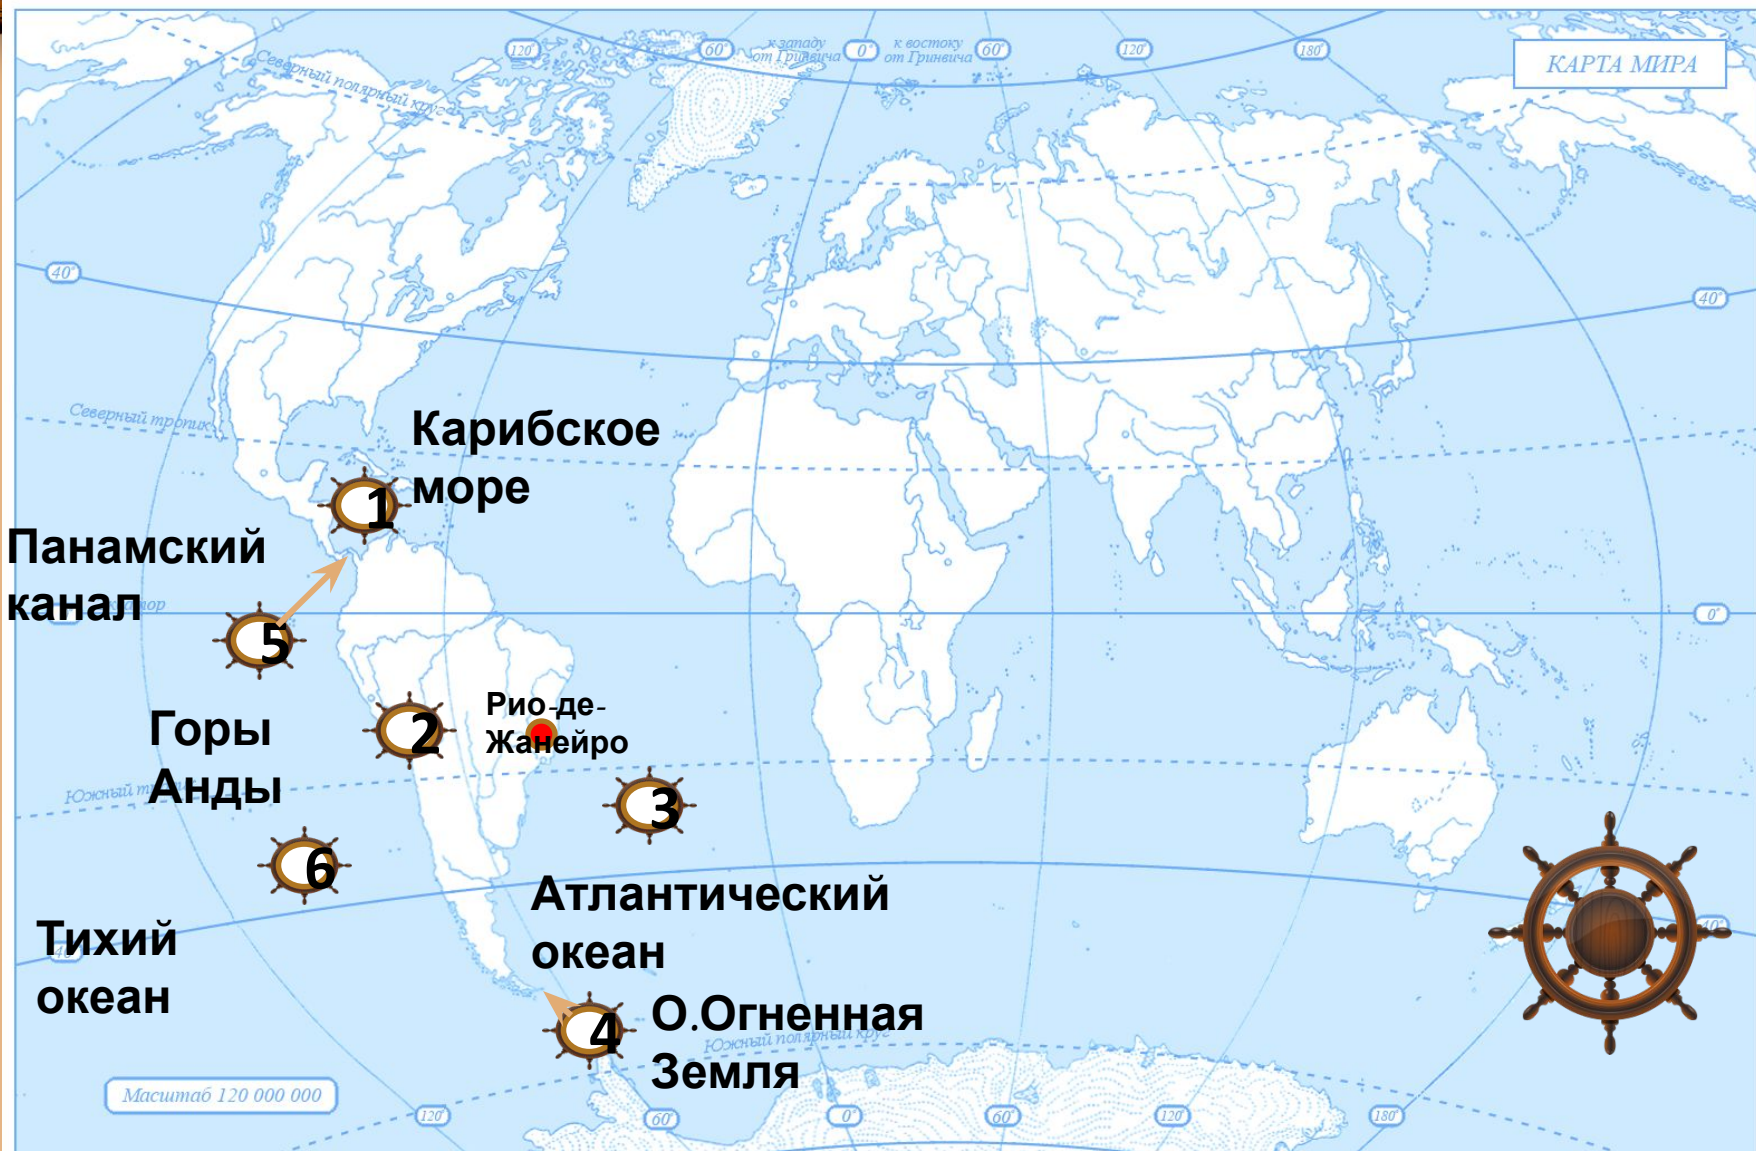 120°
60°
к западу
от Гринвича
0°
к востоку
от Гринвича
60°
120°
180°
КАРТА МИРА
Северный полярный круг
40°
40°
Северный тропик
Карибское
море
1
Панамский
канал
0°
5
Горы
Анды
2
Рио-де-
Жанейро
Южный
3
6
Атлантический
океан
Тихий
океан
40°
40°
4
О.Огненная
Земля
Южный полярный круг
Масштаб 120 000 000
120°
60°
0°
60°
120°
180°